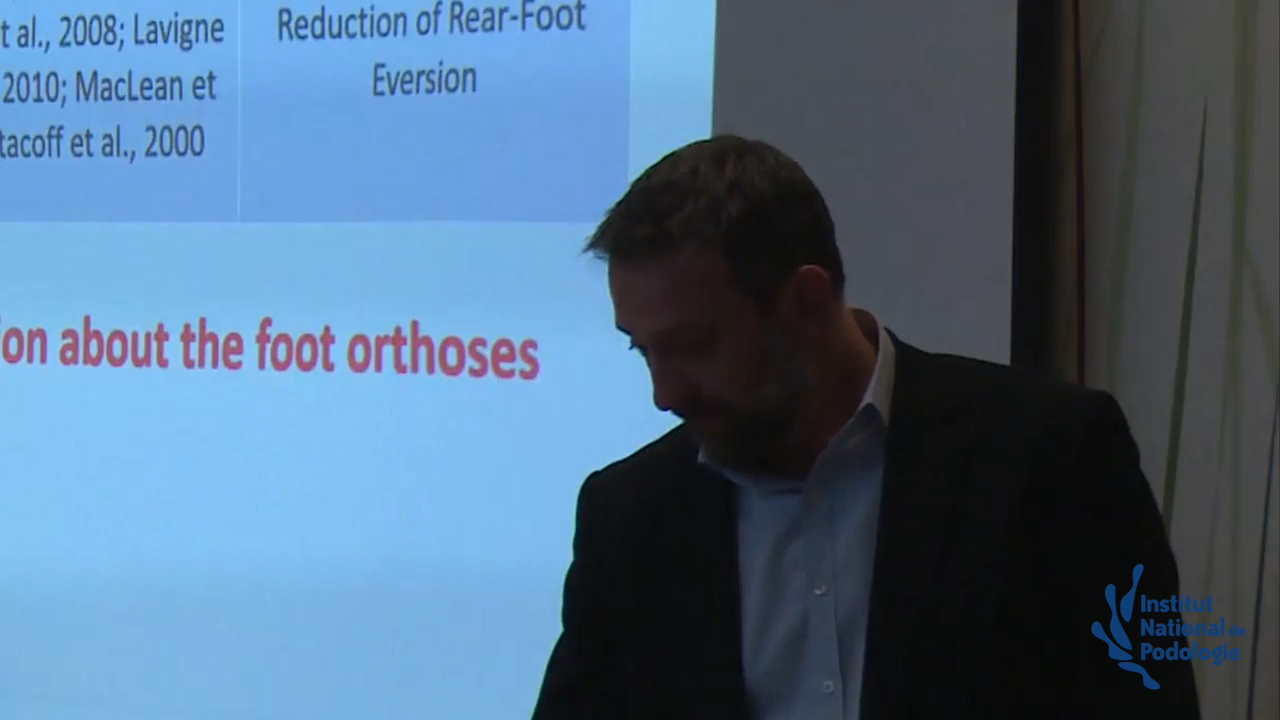 t al., 2008; Lavigne
2010; MacLean et
tacoff et al., 2000
Reduction of Rear-Foot
Eversion
on about the foot orthoses
Institut
National de
Podologie